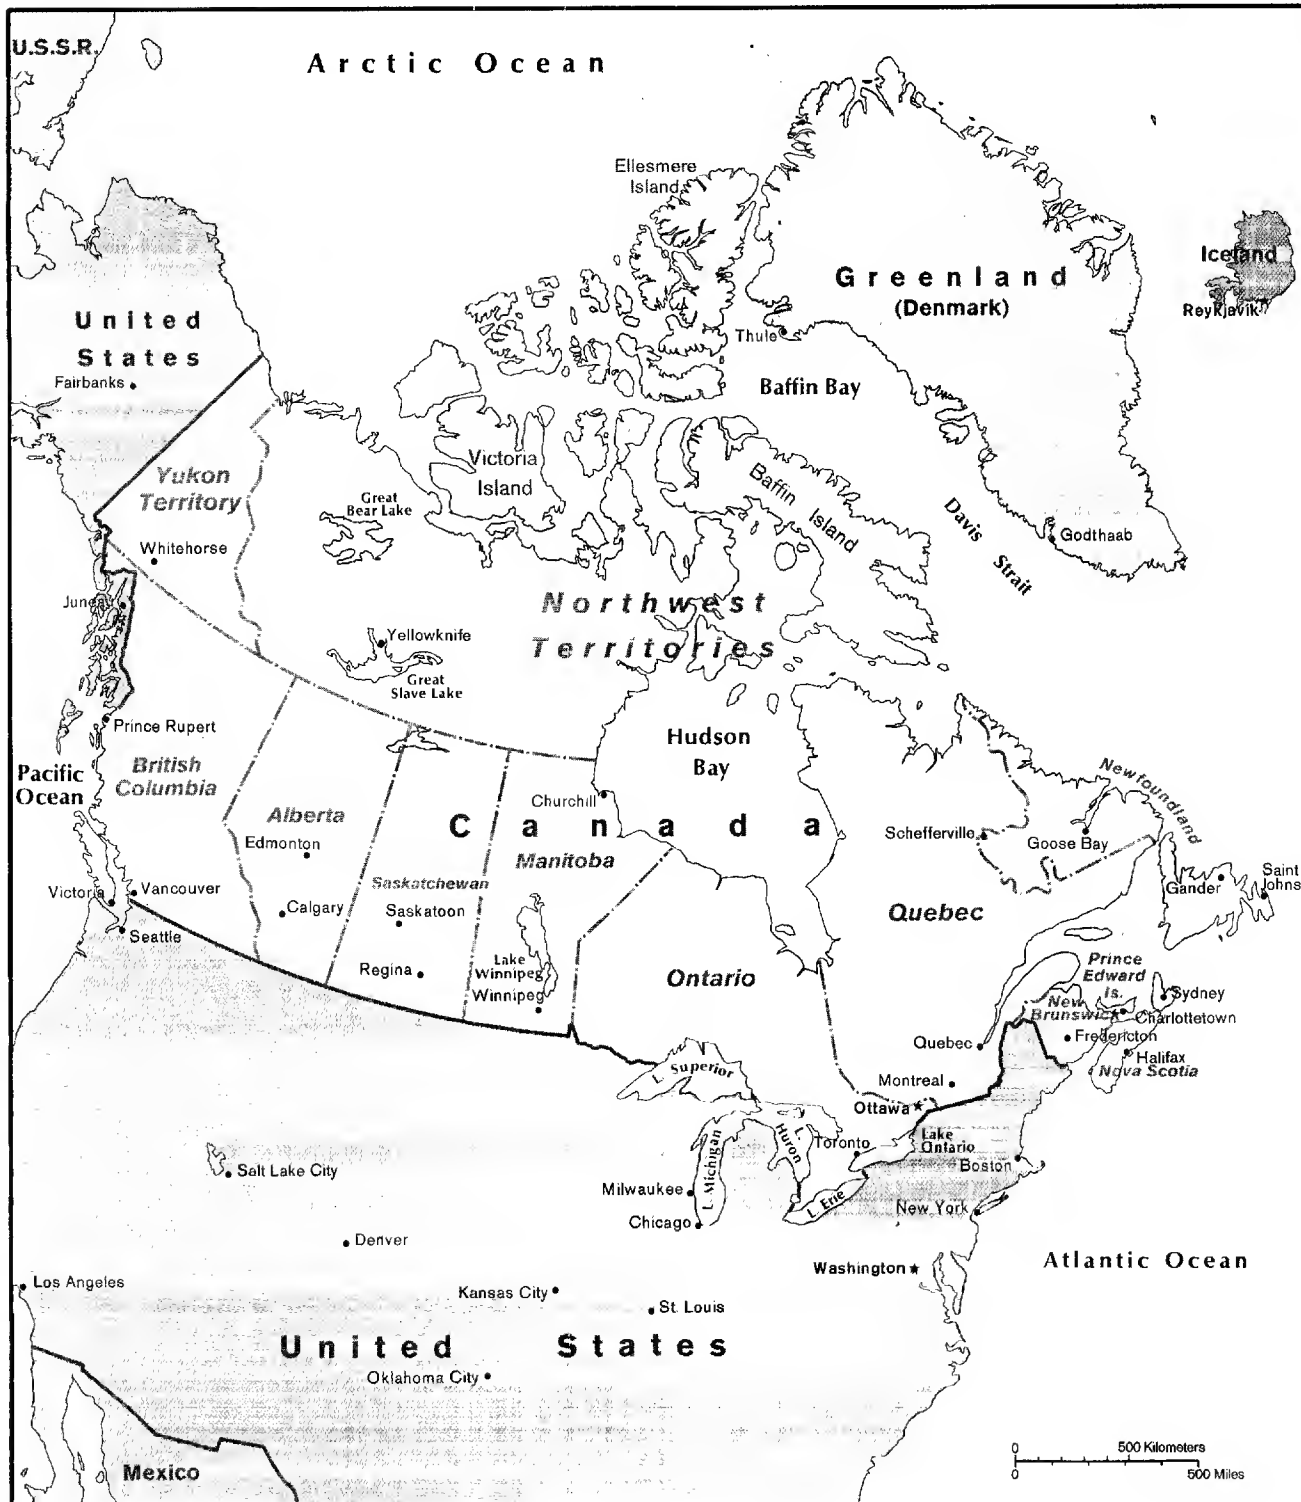 U.S.S.R.
Arctic Ocean
Ellesmere
Island
Iceland
Reykjavik
Greenland
(Denmark)
Thule
United
States
Fairbanks
Baffin Bay
Victoria
Island
Baffin
Island
Davis
Strait
Godthaab
Yukon
Territory
Great
Bear Lake
Whitehorse
Juneau
Northwest
Territories
Yellowknife
Great
Slave Lake
Prince Rupert
Pacific
Ocean
British
Columbia
Hudson
Bay
Newfoundland
Churchill
Alberta
Edmonton
Canada
Schefferville
Goose Bay
Manitoba
Saskatchewan
Victoria
Vancouver
Gander
Saint
Johns
Calgary
Saskatoon
Quebec
Seattle
Regina
Lake
Winnipeg
Winnipeg
Ontario
Prince
Edward
Is.
Sydney
New
Brunswick
Charlottetown
Fredericton
Quebec
Halifax
Nova Scotia
L. Superior
Montreal
Ottawa
L. Michigan
L.
Huron
Toronto
Lake
Ontario
Boston
Salt Lake City
Milwaukee
L. Erie
New York
Chicago
Denver
Washington
Atlantic Ocean
Los Angeles
Kansas City
St. Louis
United States
Oklahoma City
Mexico
0 500 Kilometers
0 500 Miles